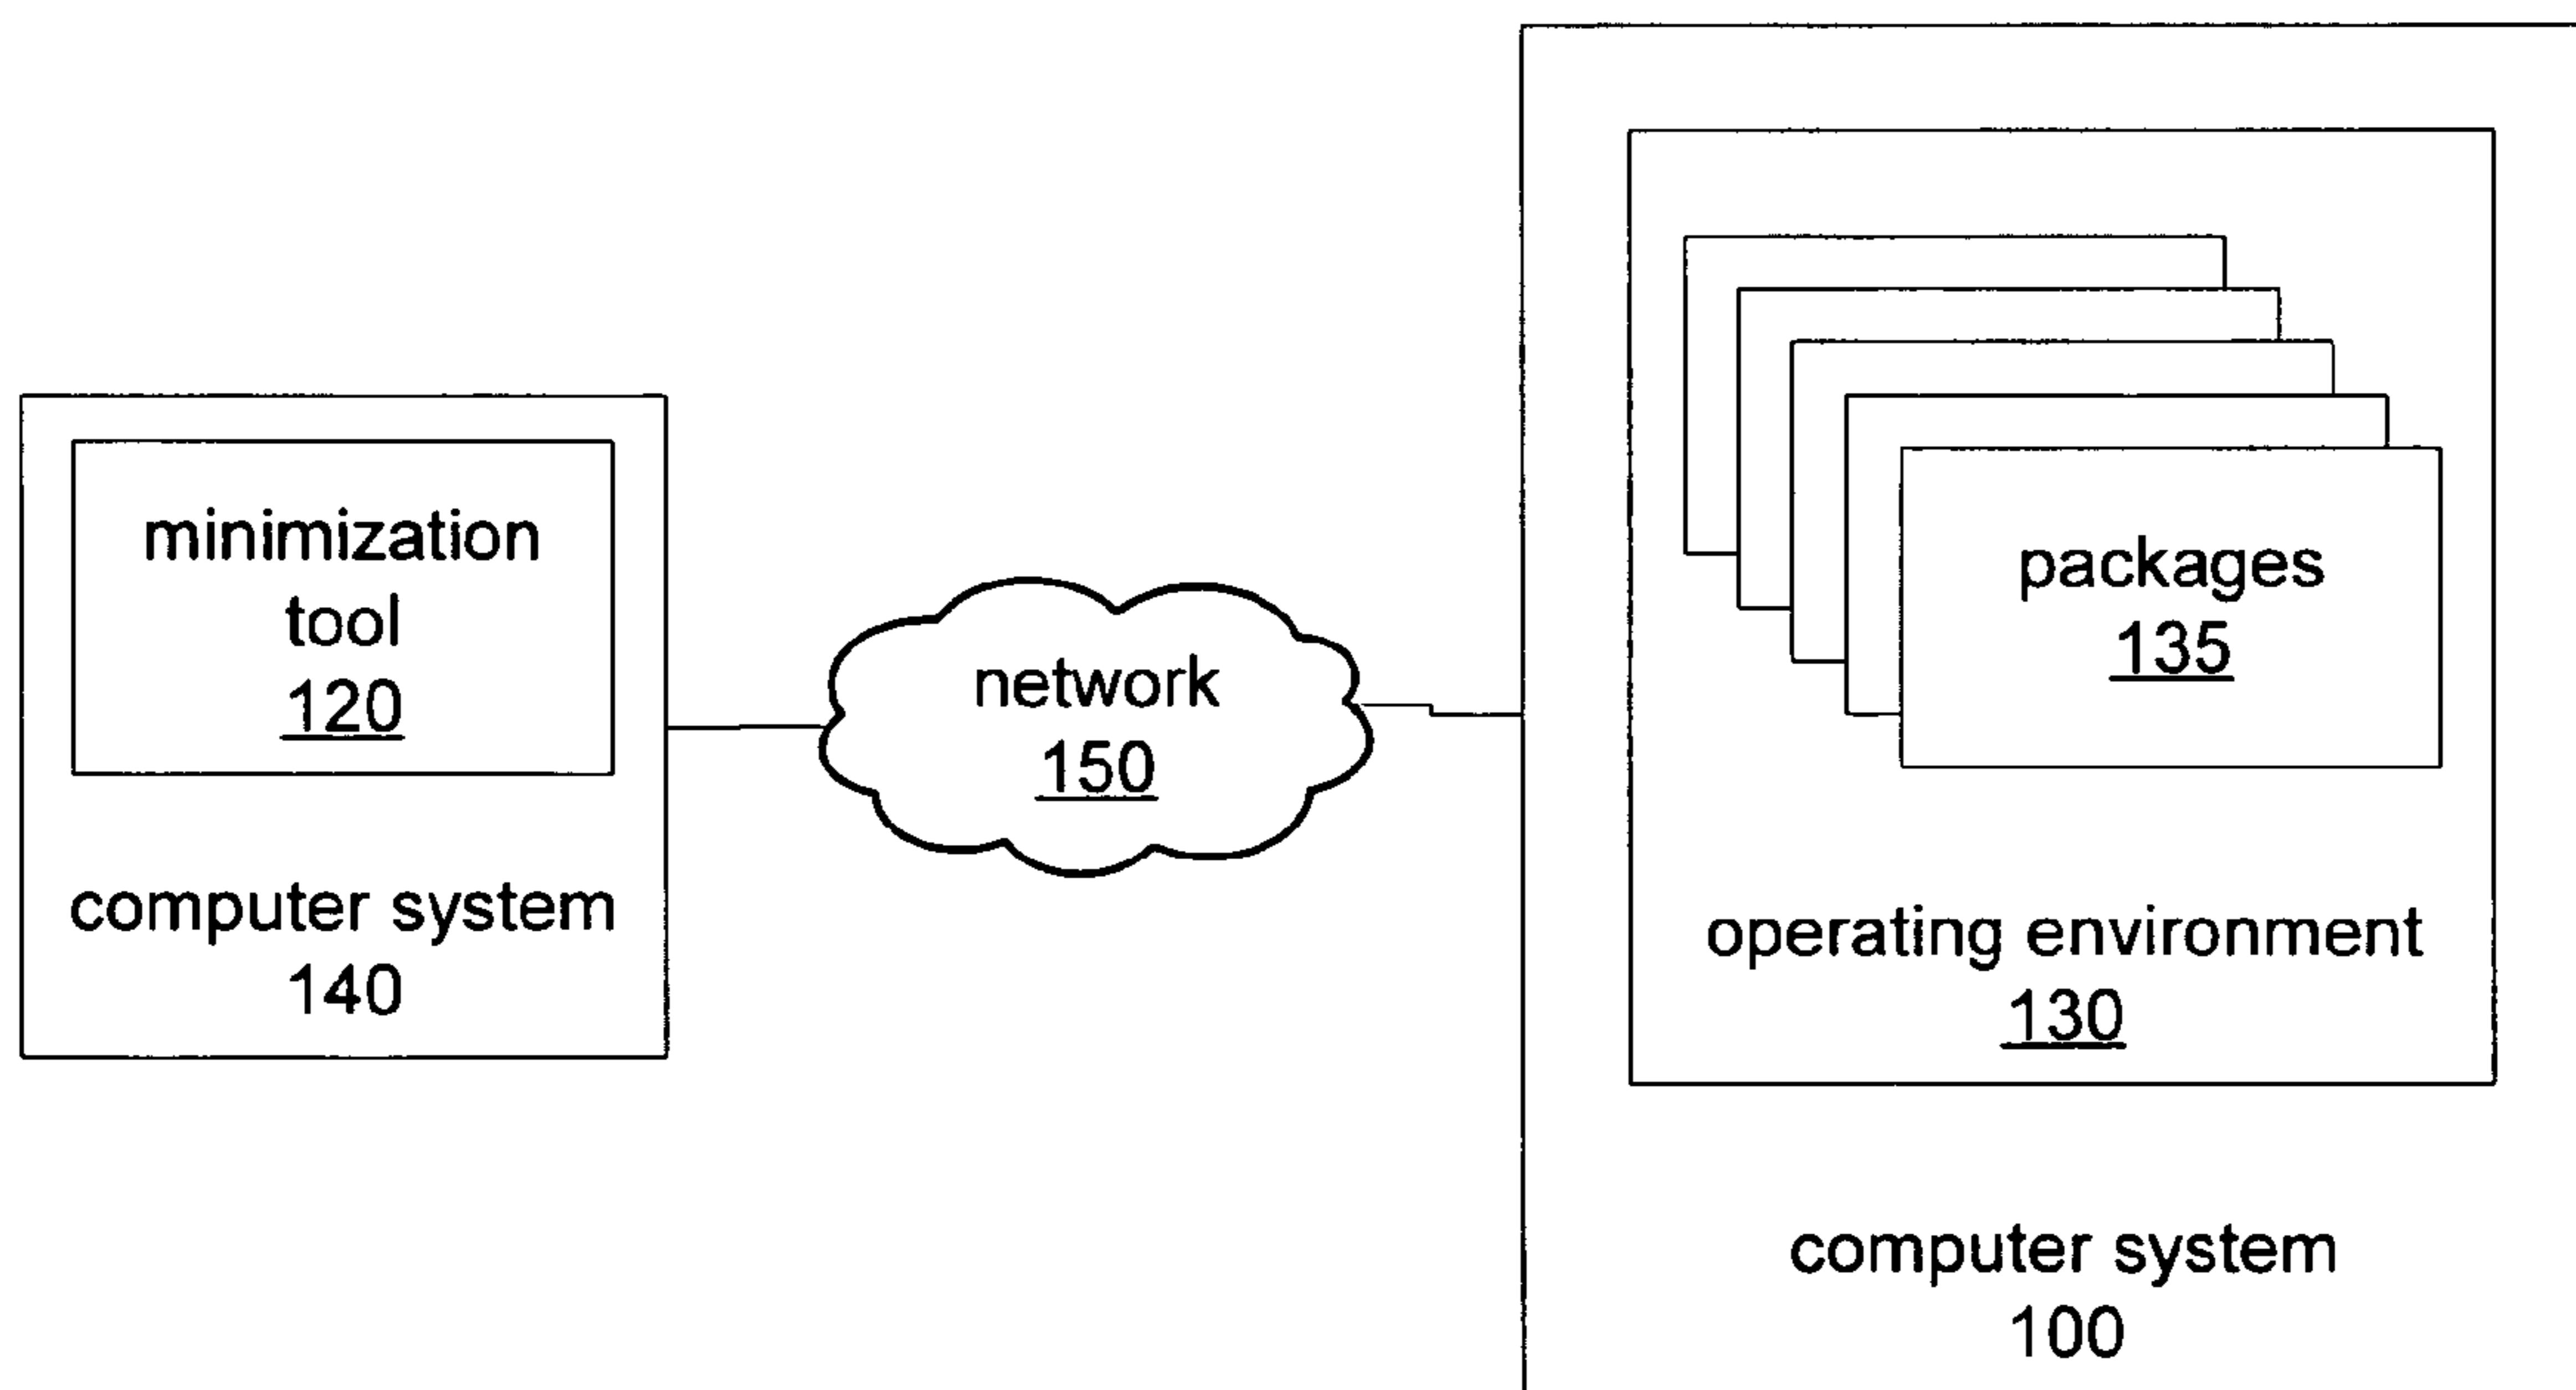 minimization
tool
120
computer system
140
network
150
packages
135
operating environment
130
computer system
100